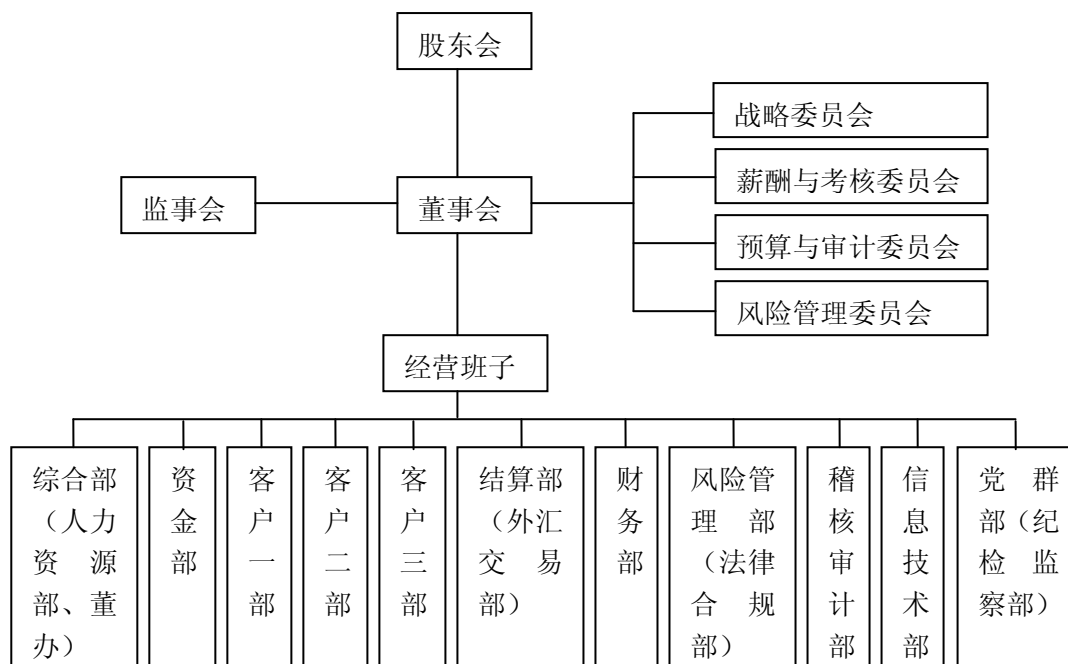 股东会
战略委员会
薪酬与考核委员会
监事会
董事会
预算与审计委员会
风险管理委员会
经营班子
综合部
（人力
资源
部、董
办）
资
金
部
客
户
一
部
客
户
二
部
客
户
三
部
结算部
（外汇
交易
部）
财
务
部
风险管
理部
（法律
合规
部）
稽
核
审
计
部
信
息
技
术
部
党群
部（纪
检监
察部）